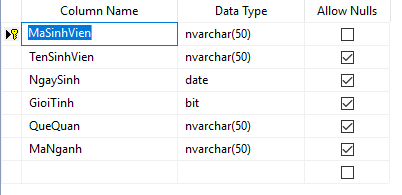 Column Name Data Type Allow Nulls
MaSinhVien nvarchar(50)
TenSinhVien nvarchar(50)
NgaySinh date
GioiTinh bit
QueQuan nvarchar(50)
MaNganh nvarchar(50)